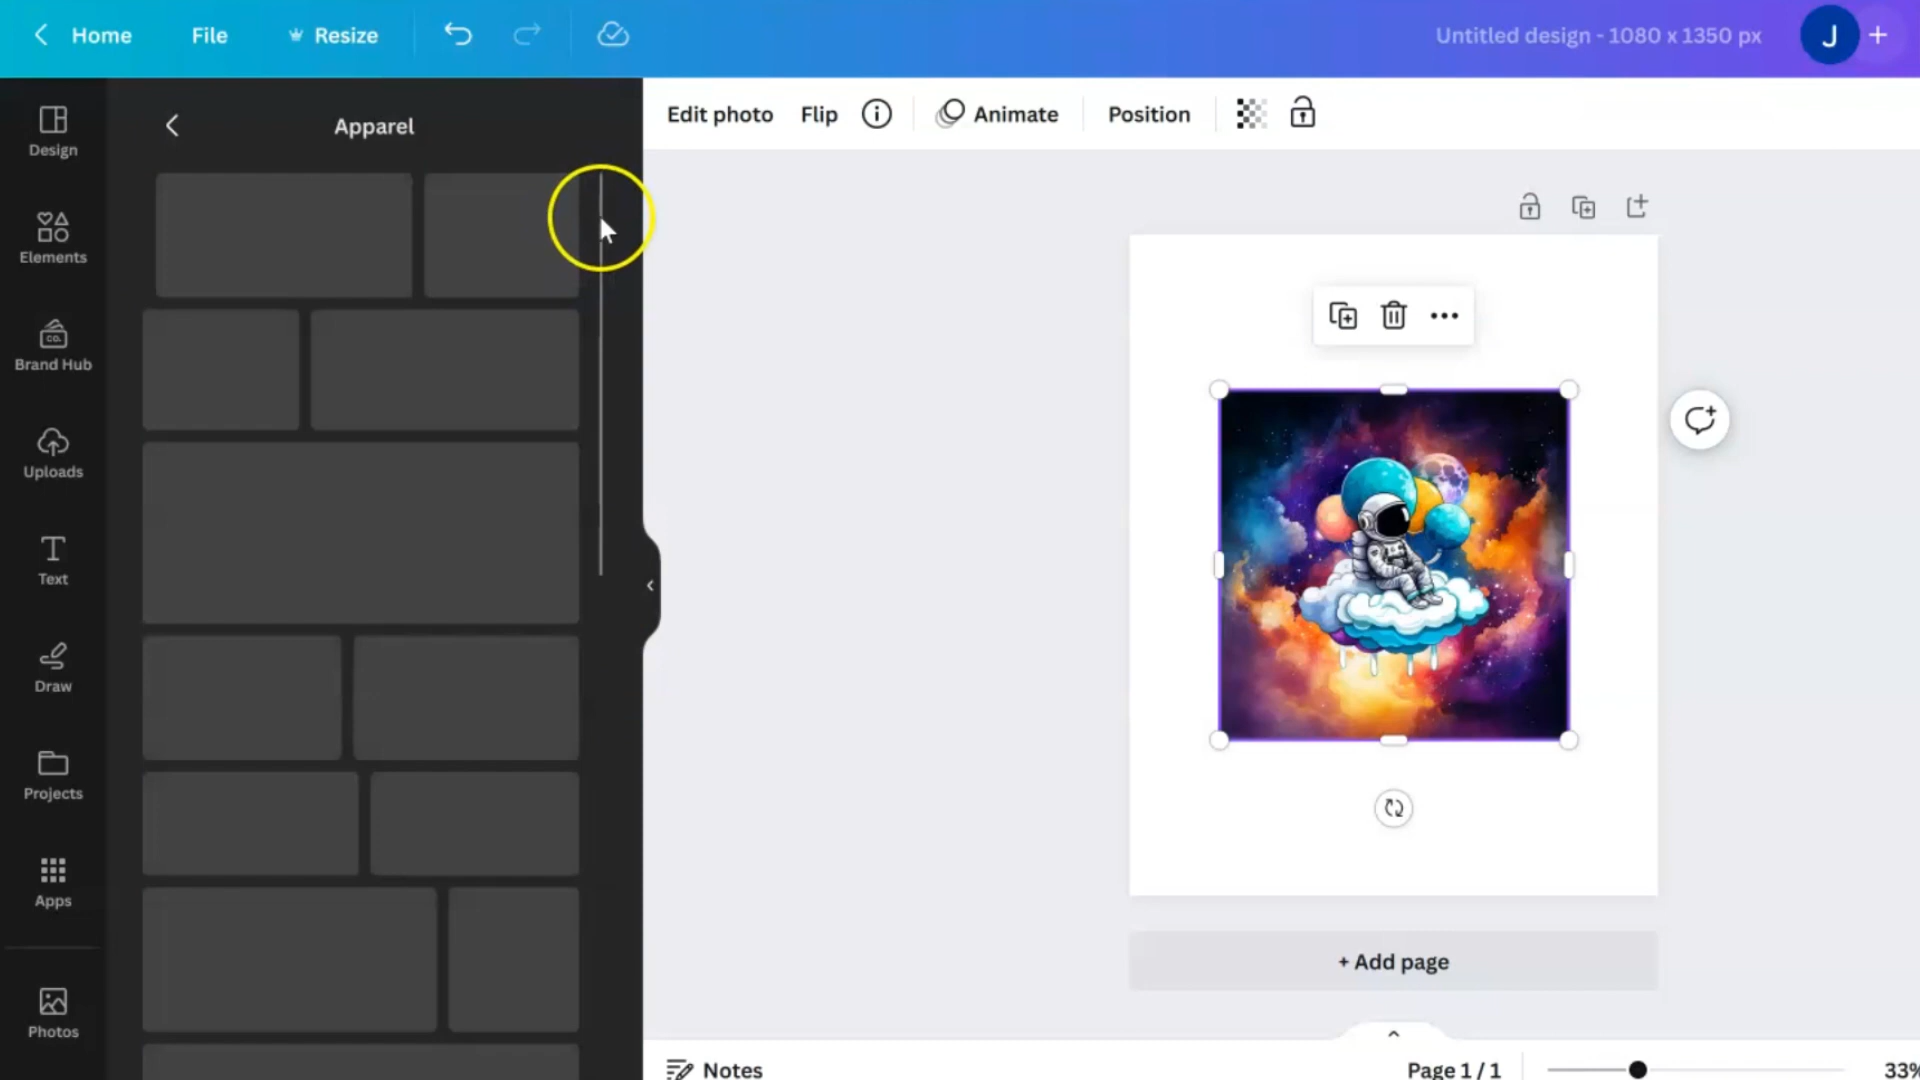 Home File Resize Untitled design - 1080 x 1350 px J +
Edit photo Flip Animate Position
Apparel
Design
Elements
Brand Hub
CO.
Uploads
Text
Draw
Projects
Apps
Photos
+ Add page
Notes Page 1 / 1 33%